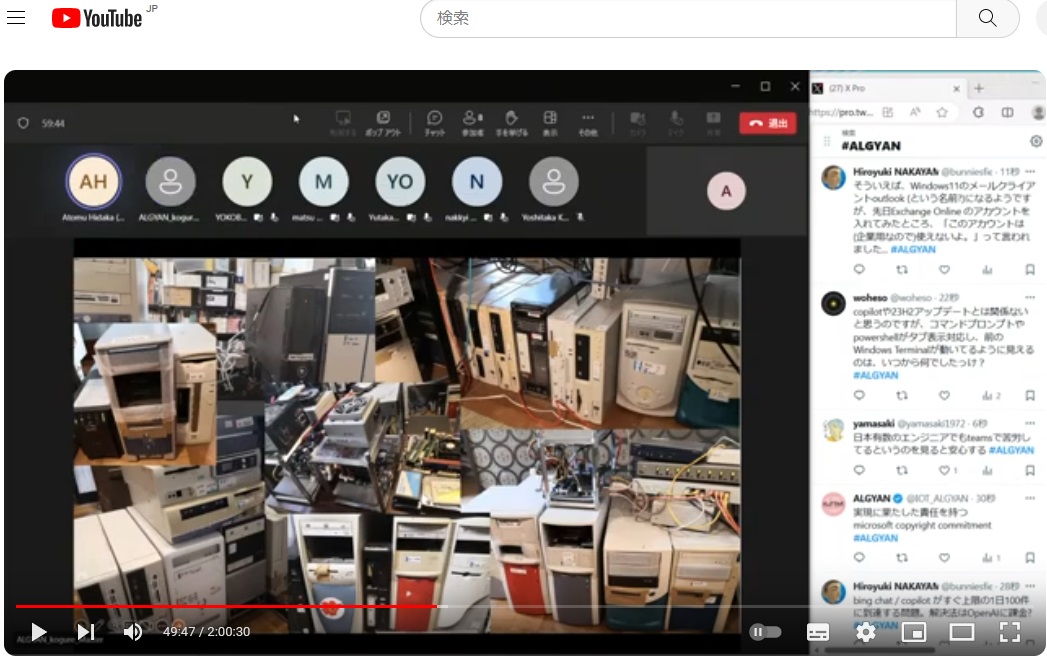 YouTube JP
検索
59:44
ポップ アウト
チャット
参加者
手を挙げる
表示
その他
カメラ
マイク
共有
退出
AH
Y
M
YO
N
A
Atomu Hidaka (...
ALGYAN_kogur...
YOKOB...
matsu ...
Yutaka...
nakkyi ...
Yoshitaka K...
(27) X Pro
https://pro.tw...
検索
#ALGYAN
Hiroyuki NAKAYAM @bunniesfie · 11秒
そういえば、Windows11のメールクライア
ントoutlook (という名前?)になるようです
が、先日Exchange Online のアカウントを
入れてみたところ、「このアカウントは
(企業用なので)使えないよ。」って言われ
ました... #ALGYAN
woheso @woheso · 22秒
copilotや23H2アップデートとは関係ない
と思うのですが、コマンドプロンプトや
powershellがタブ表示対応し、前の
Windows Terminalが動いてるように見える
のは、いつから何でしたっけ？
#ALGYAN
2
yamasaki @yamasaki1972 · 6秒
日本有数のエンジニアでもteamsで苦労し
てるというのを見ると安心する #ALGYAN
1
ALGYAN @IOT_ALGYAN · 30秒
実現に果たした責任を持つ
microsoft copyright commitment
#ALGYAN
1
Hiroyuki NAKAYAM @bunniesfie · 28秒
bing chat / copilot がすぐ上限の1日100件
に到達する問題。解決法はOpenAIに課金?
#ALGYAN
49:47 / 2:00:30